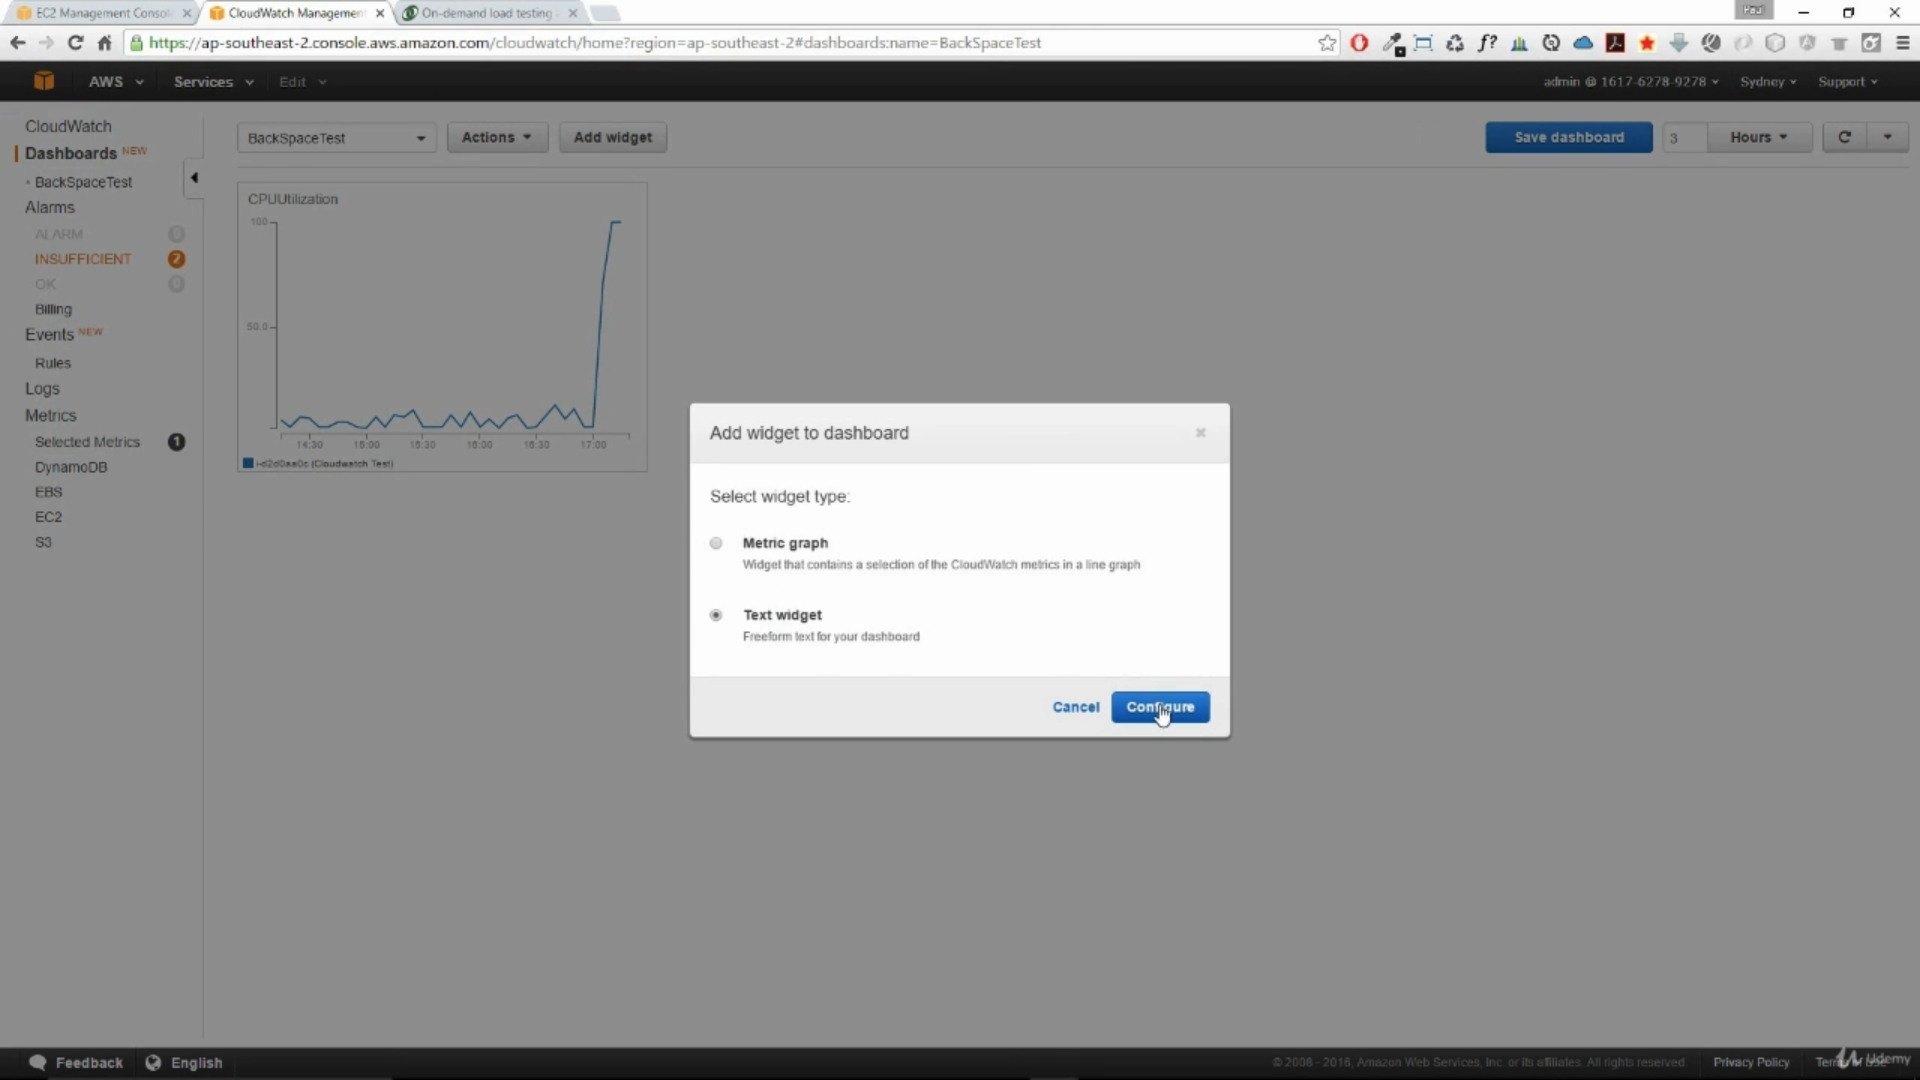 EC2 Management Consol
CloudWatch Management
On-demand load testing
Paul
https://ap-southeast-2.console.aws.amazon.com/cloudwatch/home?region=ap-southeast-2#dashboards:name=BackSpaceTest
AWS
Services
Edit
admin @ 1617-6278-9278
Sydney
Support
CloudWatch
Dashboards NEW
BackSpaceTest
Alarms
ALARM 0
INSUFFICIENT 2
OK 0
Billing
Events NEW
Rules
Logs
Metrics
Selected Metrics 1
DynamoDB
EBS
EC2
S3
BackSpaceTest
Actions
Add widget
Save dashboard
3
Hours
CPUUtilization
100
50.0
14:30 15:00 15:30 16:00 16:30 17:00
(Cloudwatch Test)
Add widget to dashboard
Select widget type:
Metric graph
Widget that contains a selection of the CloudWatch metrics in a line graph
Text widget
Freeform text for your dashboard
Cancel
Configure
Feedback
English
© 2008 - 2016, Amazon Web Services, Inc. or its affiliates. All rights reserved.
Privacy Policy
Udemy